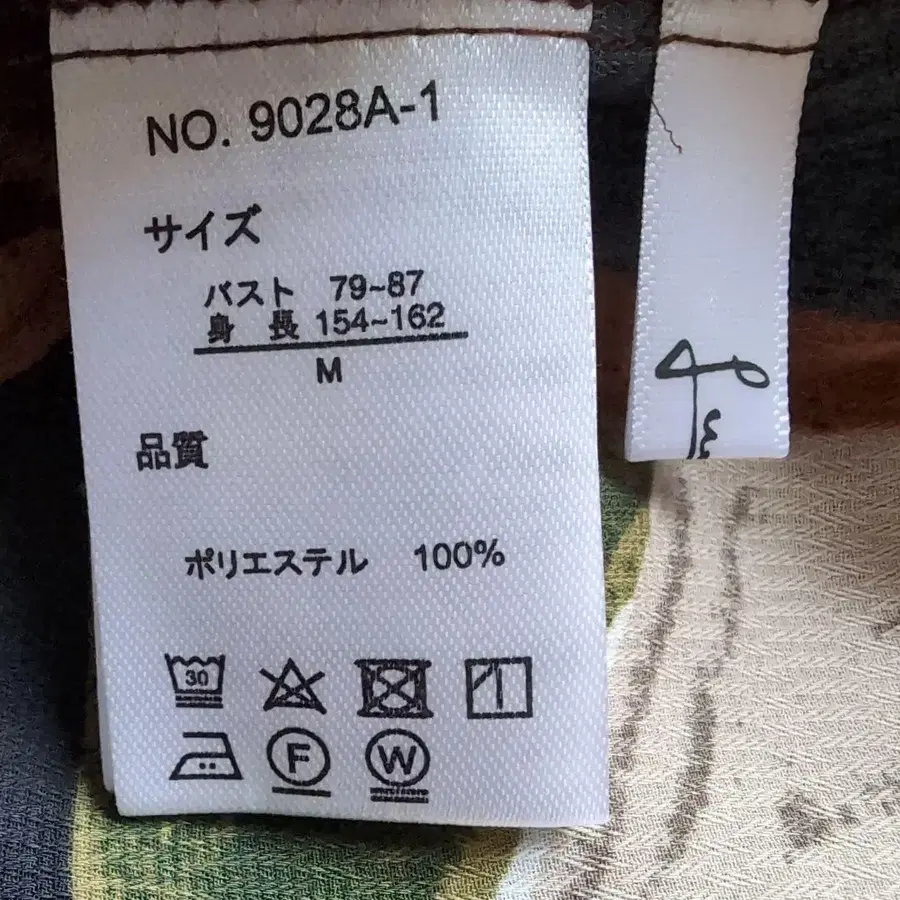 NO. 9028A-1
サイズ
バスト 79~87
身 長 154~162
M
品質
ポリエステル 100%
30
F
W